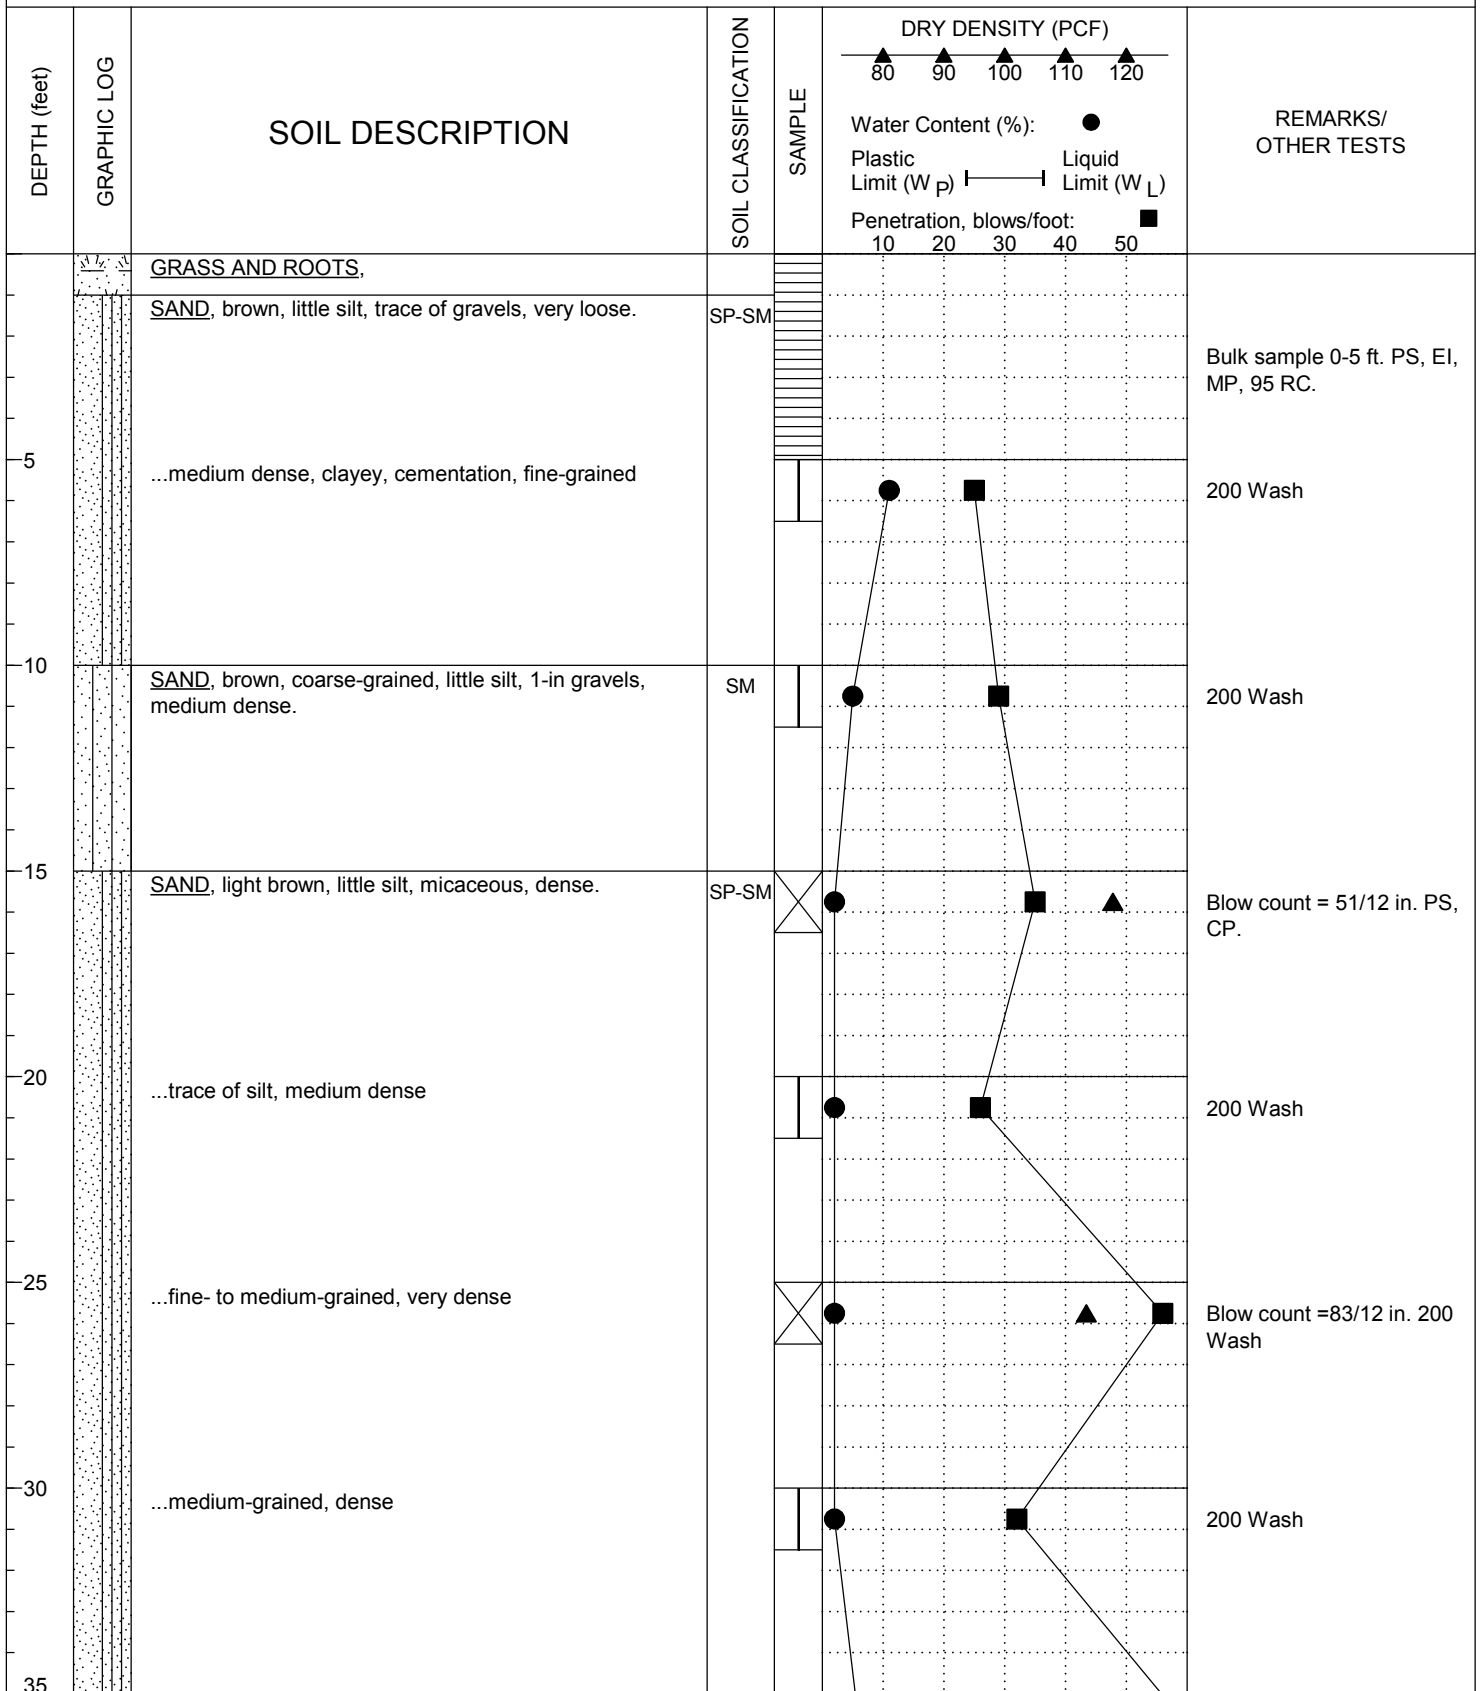 DEPTH (feet)
GRAPHIC LOG
SOIL DESCRIPTION
SOIL CLASSIFICATION
SAMPLE
DRY DENSITY (PCF)
80 90 100 110 120
Water Content (%):
Plastic
Limit (W P)
Liquid
Limit (W L)
Penetration, blows/foot:
10 20 30 40 50
REMARKS/
OTHER TESTS
GRASS AND ROOTS,
SAND, brown, little silt, trace of gravels, very loose.
SP-SM
Bulk sample 0-5 ft. PS, EI,
MP, 95 RC.
5
...medium dense, clayey, cementation, fine-grained
200 Wash
10
SAND, brown, coarse-grained, little silt, 1-in gravels,
medium dense.
SM
200 Wash
15
SAND, light brown, little silt, micaceous, dense.
SP-SM
Blow count = 51/12 in. PS,
CP.
20
...trace of silt, medium dense
200 Wash
25
...fine- to medium-grained, very dense
Blow count =83/12 in. 200
Wash
30
...medium-grained, dense
200 Wash
35